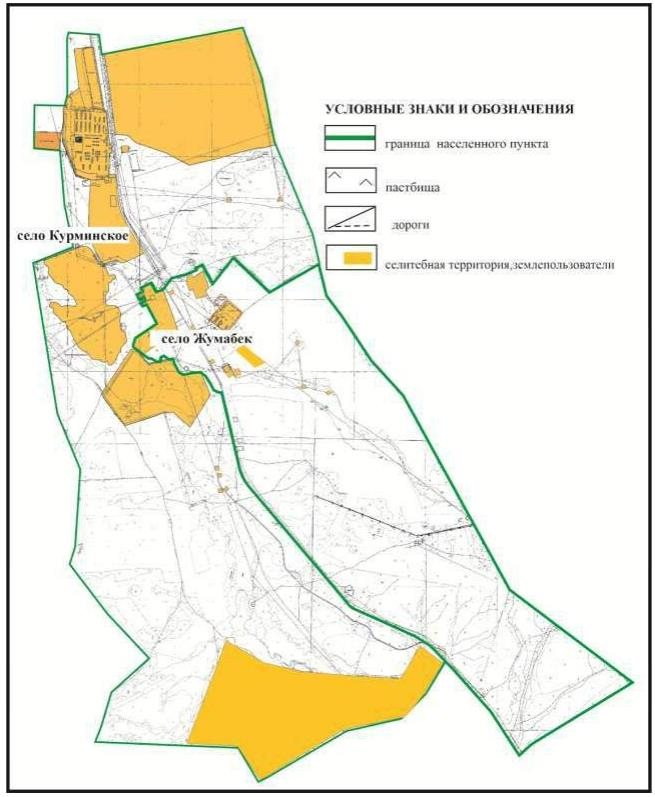 УСЛОВНЫЕ ЗНАКИ И ОБОЗНАЧЕНИЯ
граница населенного пункта
пастбища
дороги
селитебная территория,землепользователи
село Курминское
село Жумабек